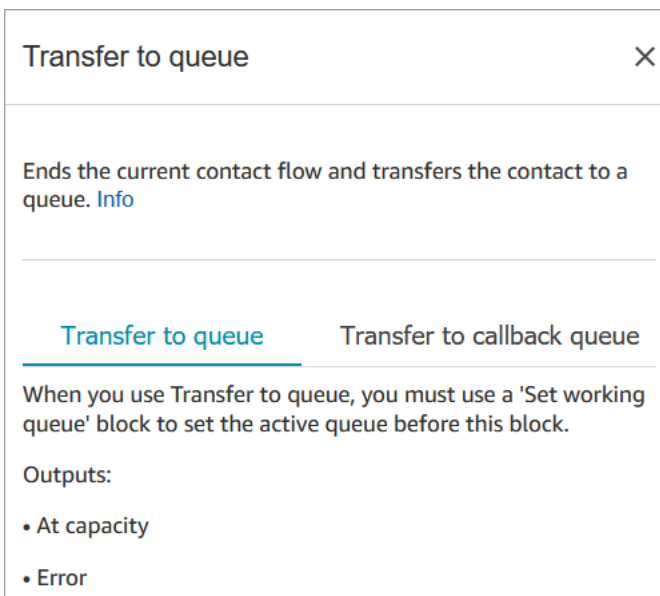 Transfer to queue
Ends the current contact flow and transfers the contact to a
queue. Info
Transfer to queue
Transfer to callback queue
When you use Transfer to queue, you must use a 'Set working
queue' block to set the active queue before this block.
Outputs:
• At capacity
• Error